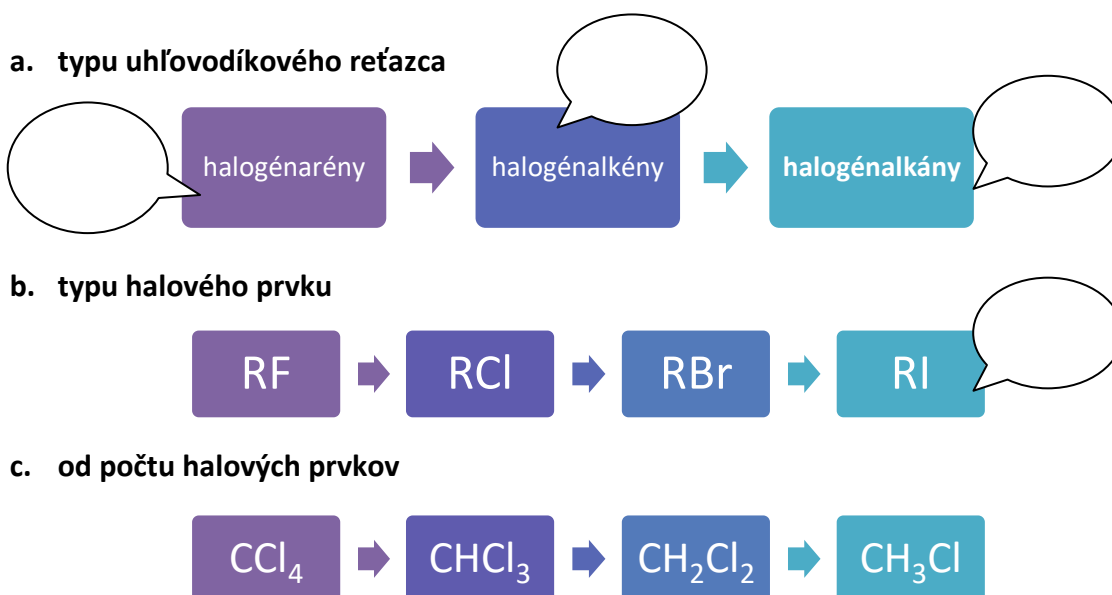 a. typu uhľovodíkového reťazca
halogénarény halogénalkény halogénalkány
b. typu halového prvku
RF RCl RBr RI
c. od počtu halových prvkov
CCl₄ CHCl₃ CH₂Cl₂ CH₃Cl